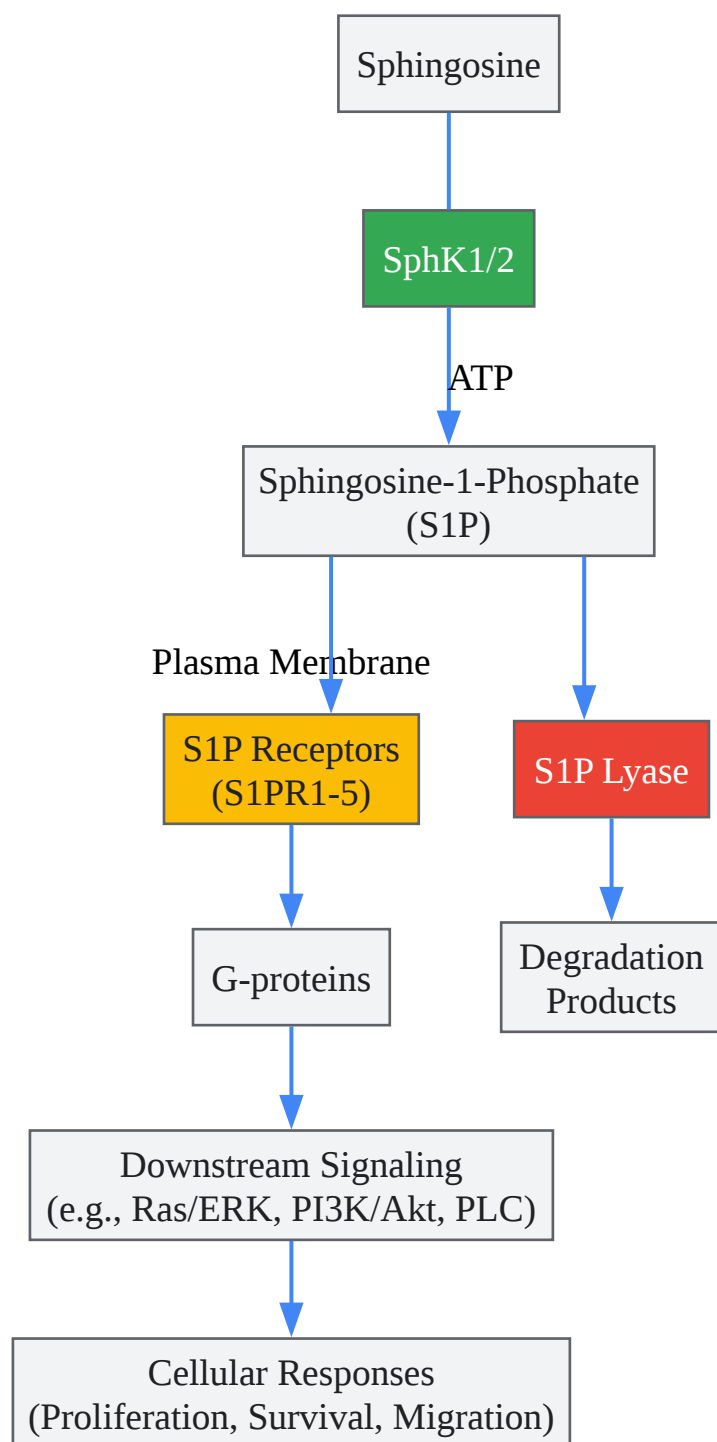 Sphingosine
SphK1/2
ATP
Sphingosine-1-Phosphate
(S1P)
Plasma Membrane
S1P Receptors
(S1PR1-5)
S1P Lyase
G-proteins
Degradation
Products
Downstream Signaling
(e.g., Ras/ERK, PI3K/Akt, PLC)
Cellular Responses
(Proliferation, Survival, Migration)